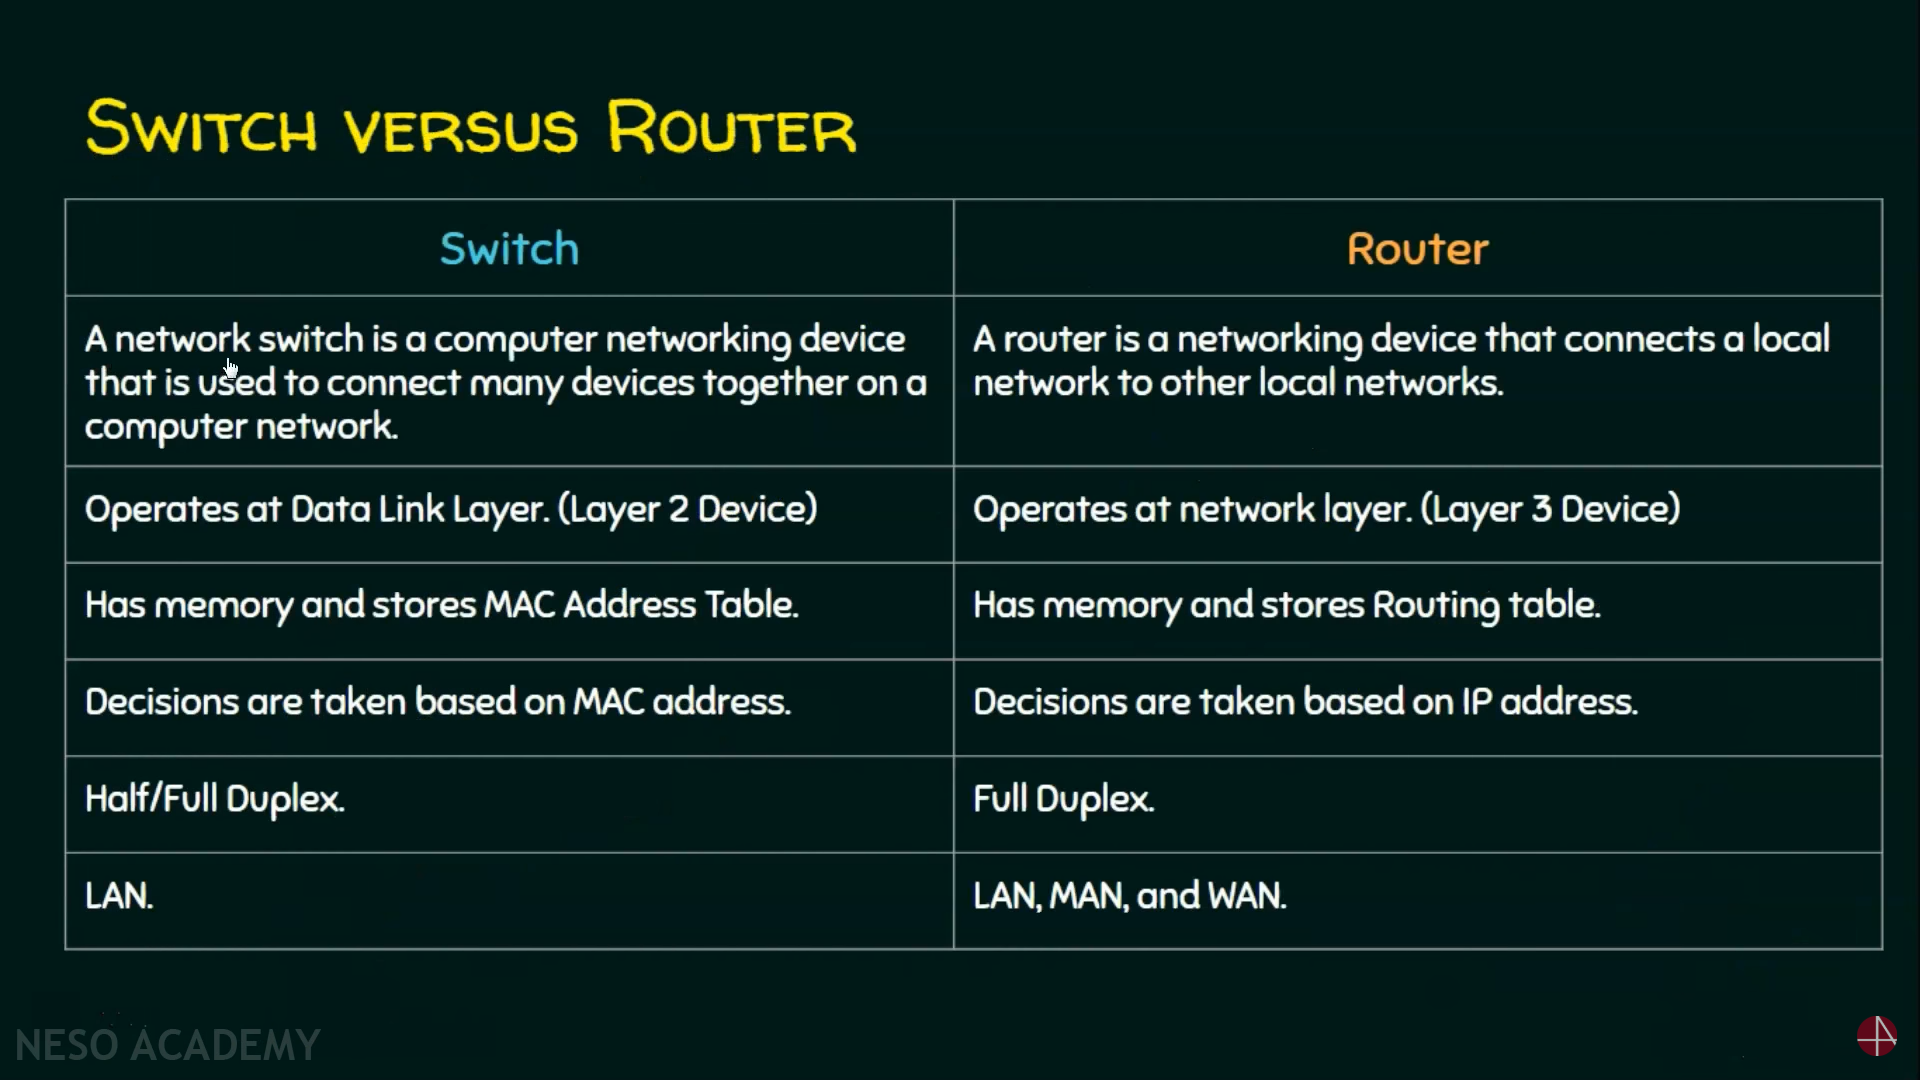 SWITCH VERSUS ROUTER
Switch
Router
A network switch is a computer networking device
that is used to connect many devices together on a
computer network.
A router is a networking device that connects a local
network to other local networks.
Operates at Data Link Layer. (Layer 2 Device)
Operates at network layer. (Layer 3 Device)
Has memory and stores MAC Address Table.
Has memory and stores Routing table.
Decisions are taken based on MAC address.
Decisions are taken based on IP address.
Half/Full Duplex.
Full Duplex.
LAN.
LAN, MAN, and WAN.
NESO ACADEMY